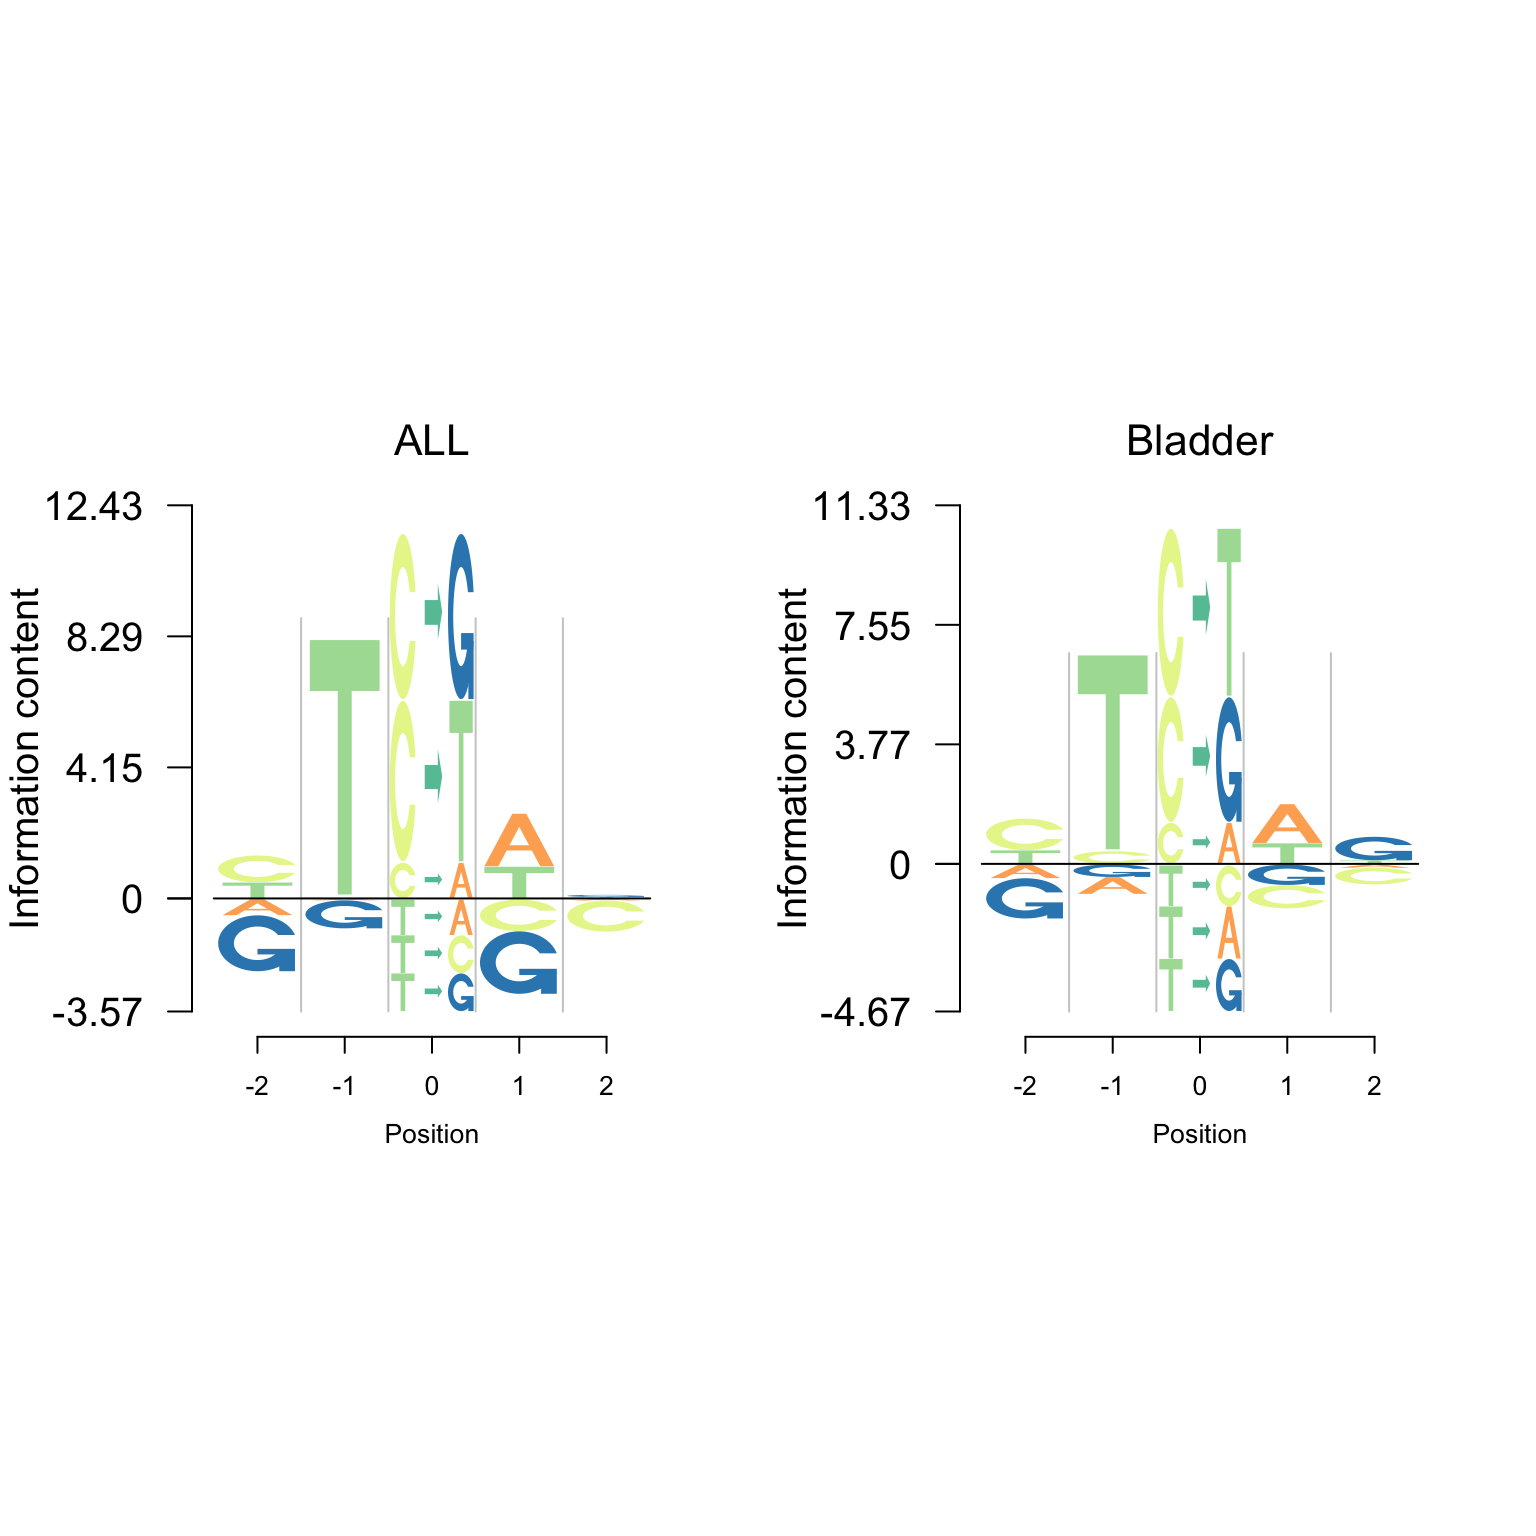 ALL
Information content
12.43
8.29
4.15
0
-3.57
C G
C T
C A
T A
T C
T G
C
T
A
G
T
G
A
T
C
G
C
-2 -1 0 1 2
Position
Bladder
Information content
11.33
7.55
3.77
0
-4.67
C T
C G
C A
T C
T A
T G
C
T
A
G
T
C
G
A
A
T
G
C
G
C
-2 -1 0 1 2
Position